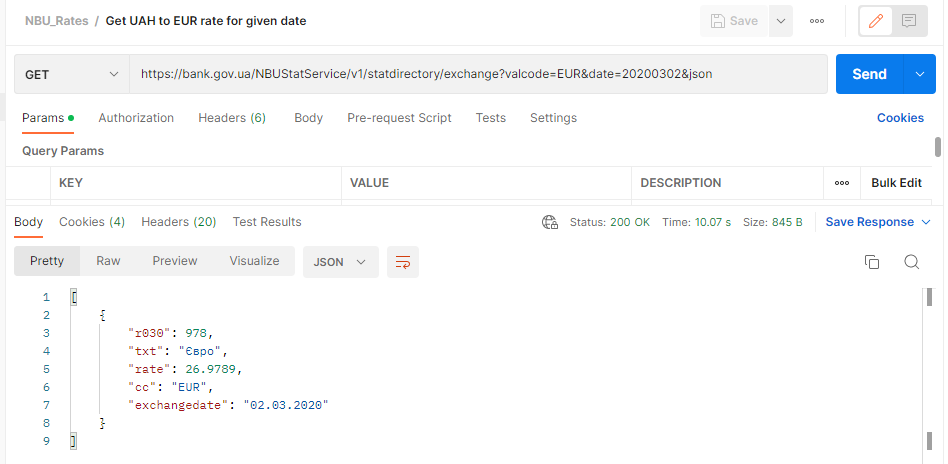 NBU_Rates / Get UAH to EUR rate for given date
Save
GET https://bank.gov.ua/NBUStatService/v1/statdirectory/exchange?valcode=EUR&date=20200302&json Send
Params Authorization Headers (6) Body Pre-request Script Tests Settings Cookies
Query Params
KEY VALUE DESCRIPTION Bulk Edit
Body Cookies (4) Headers (20) Test Results Status: 200 OK Time: 10.07 s Size: 845 B Save Response
Pretty Raw Preview Visualize JSON
1 [
2 {
3 "r030": 978,
4 "txt": "Євро",
5 "rate": 26.9789,
6 "cc": "EUR",
7 "exchangedate": "02.03.2020"
8 }
9 ]